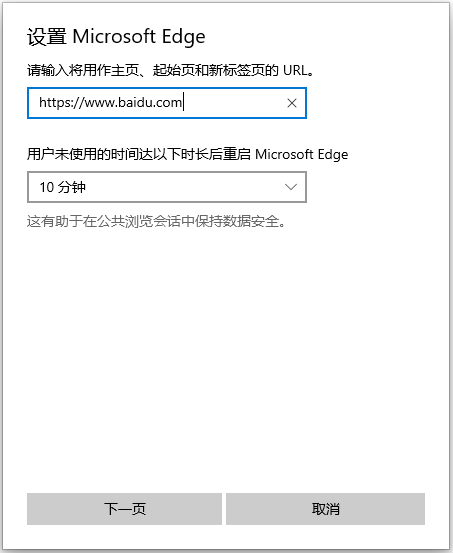 设置 Microsoft Edge
请输入将用作主页、起始页和新标签页的 URL。
https://www.baidu.com
用户未使用的时间达以下时长后重启 Microsoft Edge
10 分钟
这有助于在公共浏览会话中保持数据安全。
下一页
取消